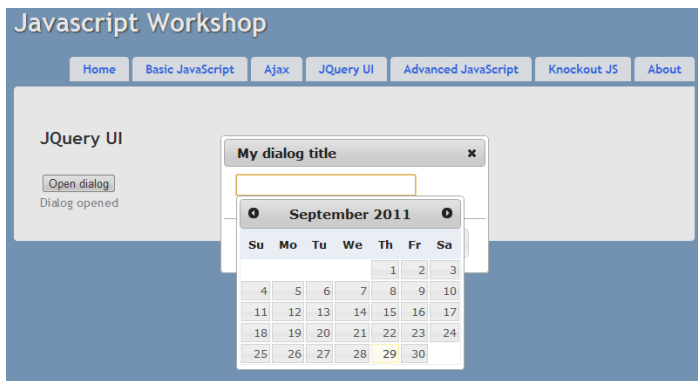 Javascript Workshop
Home Basic JavaScript Ajax JQuery UI Advanced JavaScript Knockout JS About
JQuery UI
Open dialog
Dialog opened
My dialog title
September 2011
Su Mo Tu We Th Fr Sa
1 2 3
4 5 6 7 8 9 10
11 12 13 14 15 16 17
18 19 20 21 22 23 24
25 26 27 28 29 30